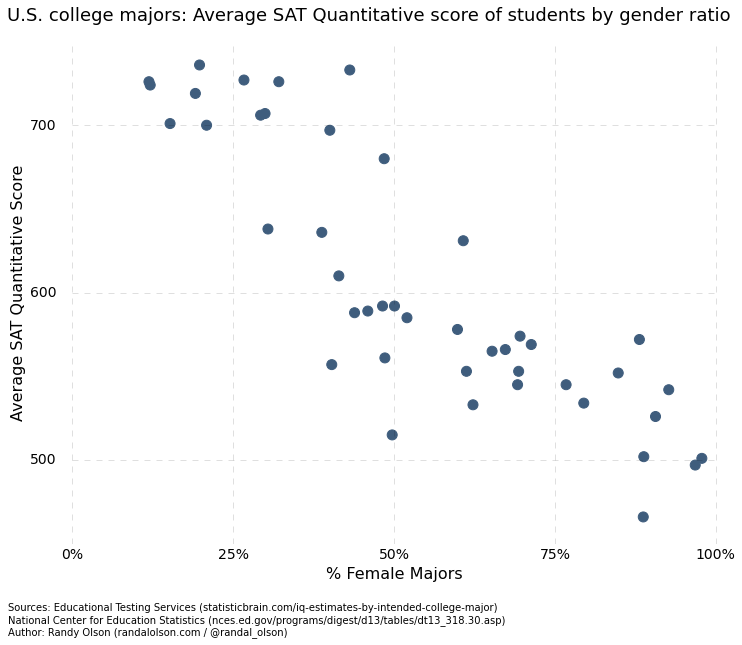 U.S. college majors: Average SAT Quantitative score of students by gender ratio
Average SAT Quantitative Score
700
600
500
0%
25%
50%
75%
100%
% Female Majors
Sources: Educational Testing Services (statisticbrain.com/iq-estimates-by-intended-college-major)
National Center for Education Statistics (nces.ed.gov/programs/digest/d13/tables/dt13_318.30.asp)
Author: Randy Olson (randalolson.com / @randal_olson)